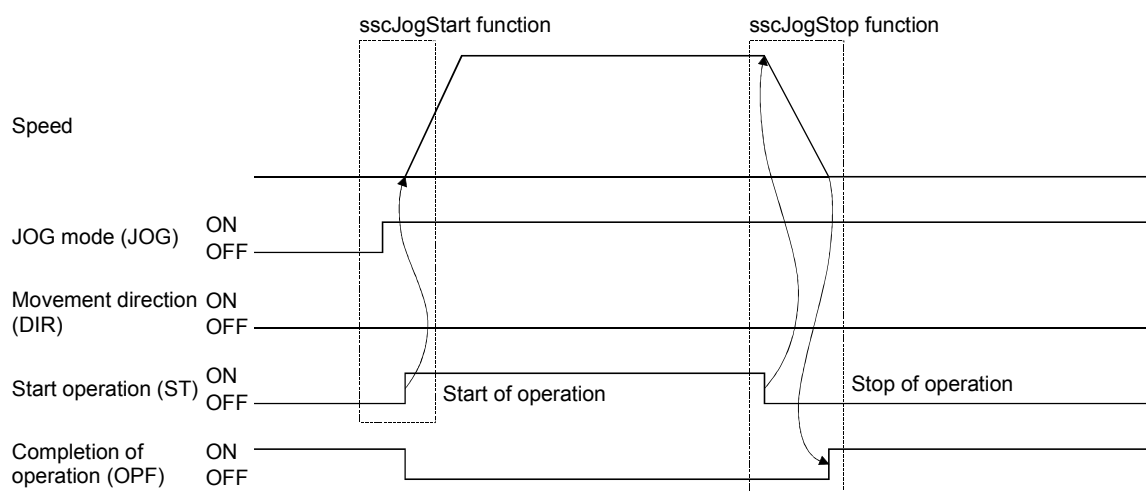 sscJogStart function
sscJogStop function
Speed
JOG mode (JOG)
ON
OFF
Movement direction
(DIR)
ON
OFF
Start operation (ST)
ON
OFF
Start of operation
Stop of operation
Completion of
operation (OPF)
ON
OFF